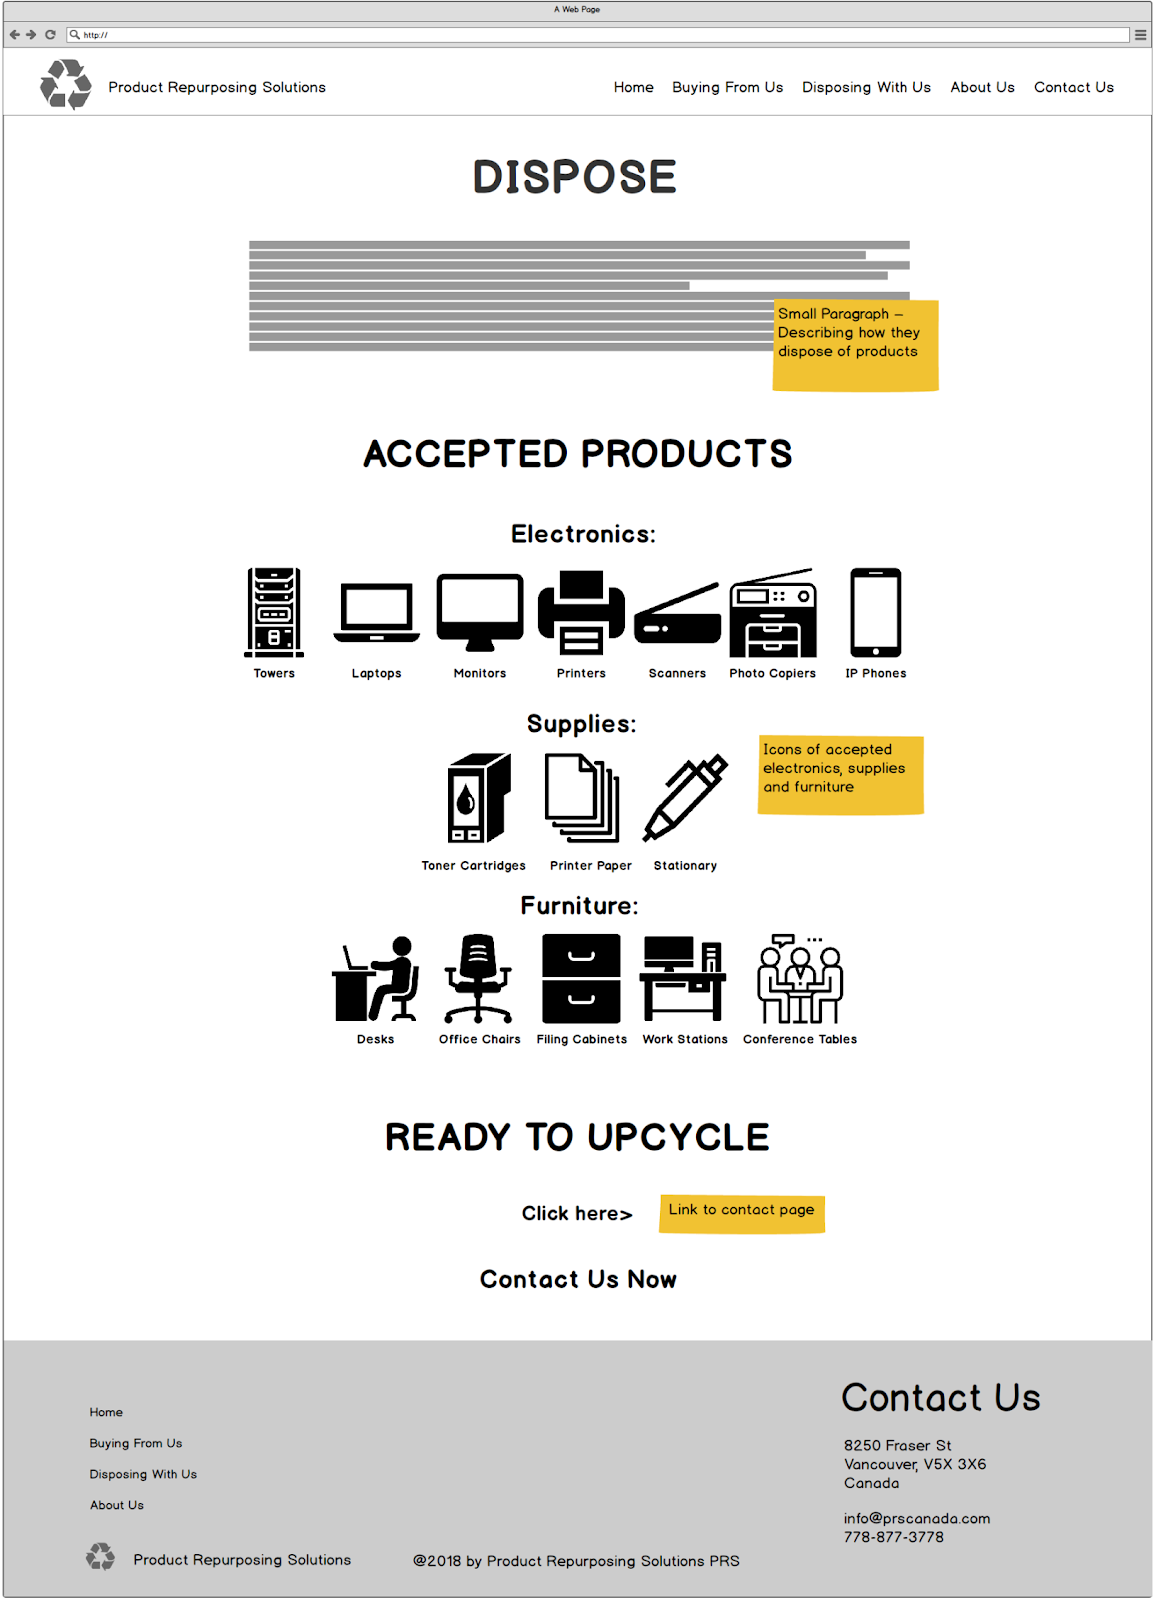 A Web Page
http://
Product Repurposing Solutions
Home Buying From Us Disposing With Us About Us Contact Us
DISPOSE
Small Paragraph –
Describing how they
dispose of products
ACCEPTED PRODUCTS
Electronics:
Towers Laptops Monitors Printers Scanners Photo Copiers IP Phones
Supplies:
Icons of accepted
electronics, supplies
and furniture
Toner Cartridges Printer Paper Stationary
Furniture:
Desks Office Chairs Filing Cabinets Work Stations Conference Tables
READY TO UPCYCLE
Click here>
Link to contact page
Contact Us Now
Home
Buying From Us
Disposing With Us
About Us
Product Repurposing Solutions
@2018 by Product Repurposing Solutions PRS
Contact Us
8250 Fraser St
Vancouver, V5X 3X6
Canada
info@prscanada.com
778-877-3778